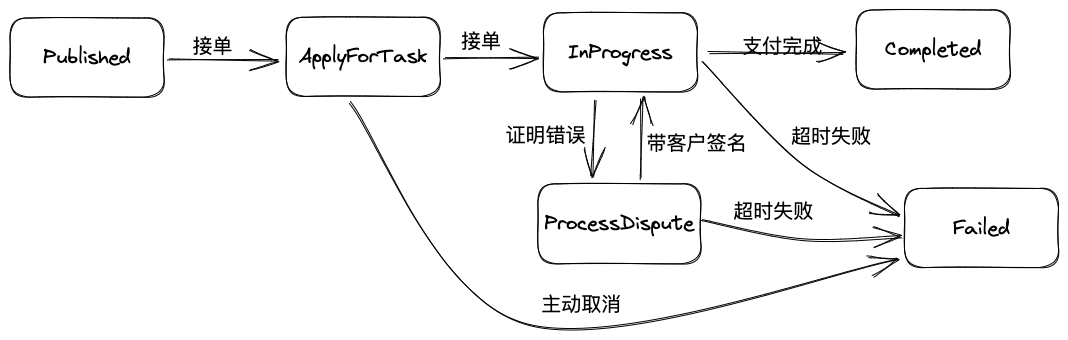 Published
接单
ApplyForTask
接单
InProgress
支付完成
Completed
证明错误
带客户签名
超时失败
ProcessDispute
超时失败
Failed
主动取消